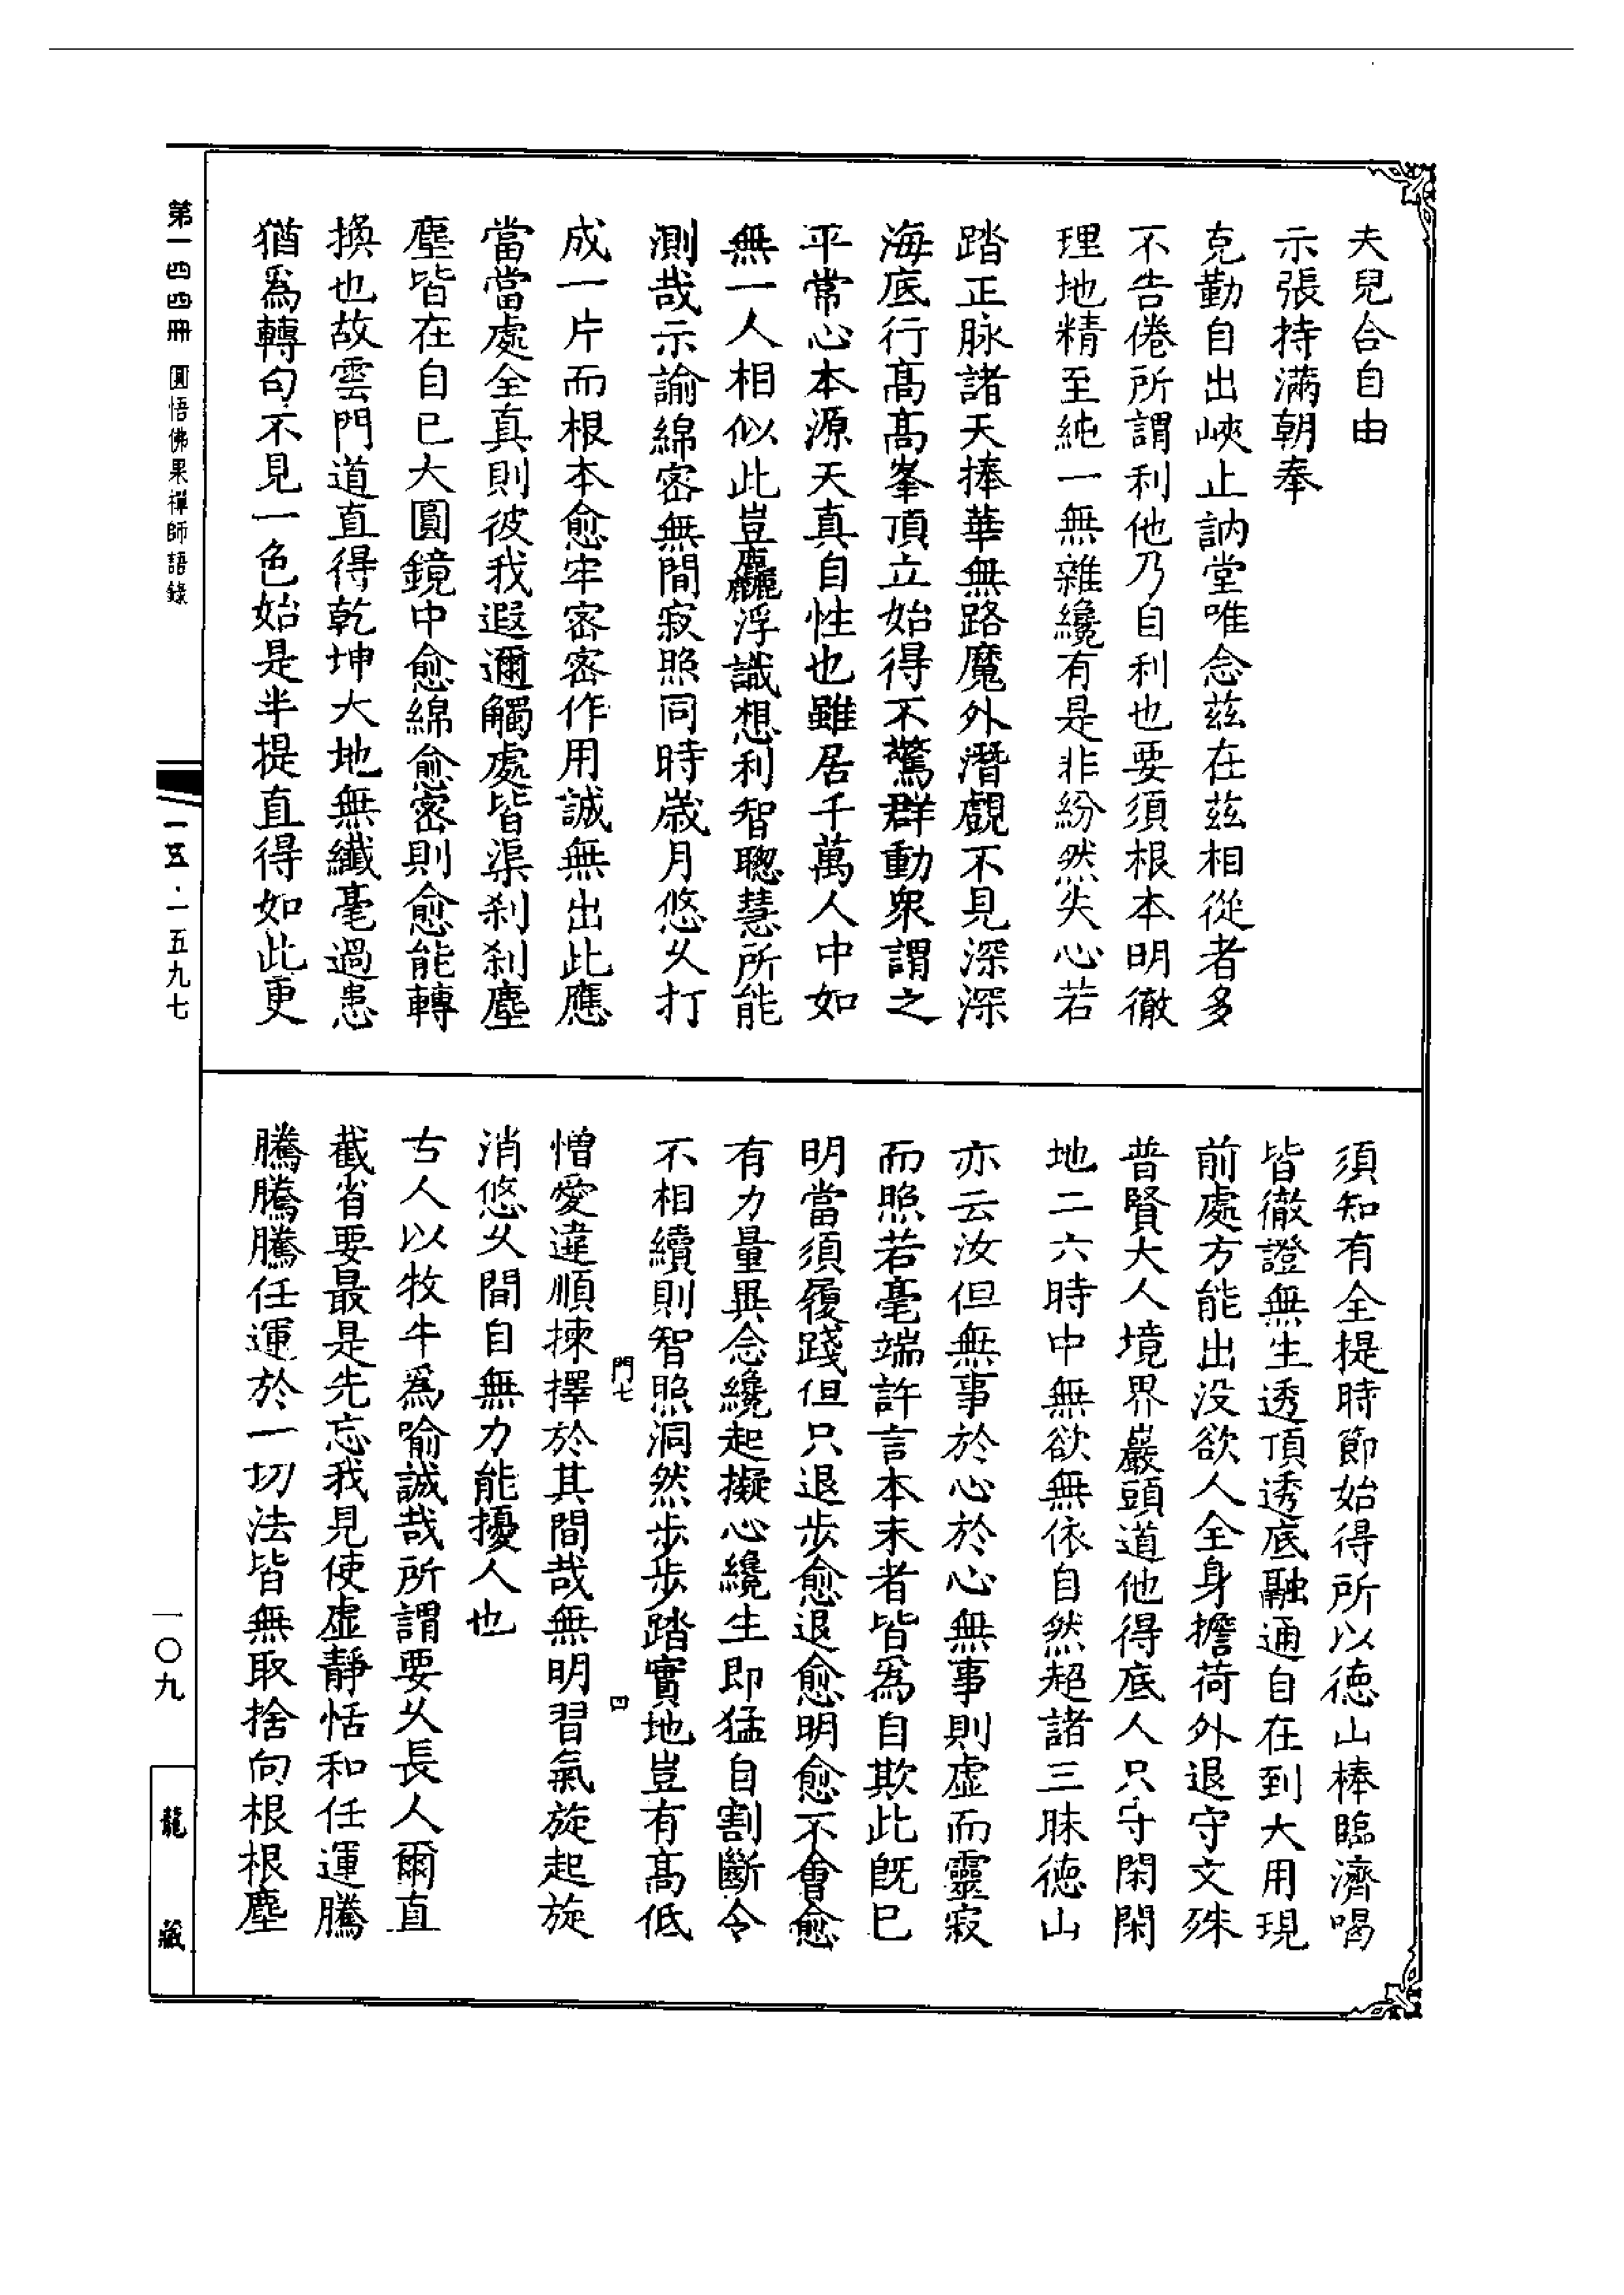 夫兒合自由
示張持滿朝奉
克勤自出峽止訥堂唯念茲在茲相從者多
不告倦所謂利他乃自利也要須根本明徹
理地精至純一無雜纔有是非紛然失心若
踏正脉諸天捧華無路魔外潛覷不見深深
海底行髙髙峯頂立始得不驚群動衆謂之
平常心本源天真自性也雖居千萬人中如
無一人相似此豈麤浮識想利智聰慧所能
測哉示諭綿密無間寂照同時歲月悠乆打
成一片而根本愈牢密密作用誠無出此應
當當處全真則彼我遐邇觸處皆渠刹刹塵
塵皆在自已大圓鏡中愈綿愈密則愈能轉
換也故雲門道直得乾坤大地無纖毫過患
猶爲轉句不見一色始是半提直得如此更
須知有全提時節始得所以徳山棒臨濟喝
皆徹證無生透頂透底融通自在到大用現
前處方能出没欲人全身擔荷外退守文殊
普賢大人境界巖頭道他得底人只守閑閑
地二六時中無欲無依自然超諸三昧徳山
亦云汝但無事於心於心無事則虚而靈寂
而照若毫端許言本末者皆爲自欺此旣已
明當須履踐但只退步愈退愈明愈不會愈
有力量異念纔起擬心纔生即猛自割斷令
不相續則智照洞然步步踏實地豈有髙低
門七 四
憎愛違順揀擇於其間哉無明習氣旋起旋
消悠乆間自無力能擾人也
古人以牧牛爲喻誠哉所謂要乆長人爾直
截省要最是先忘我見使虚靜恬和任運騰
騰騰騰任運於一切法皆無取捨向根根塵
第一四四冊 圓悟佛果禪師語錄
一五·一五九七
一〇九
龍藏